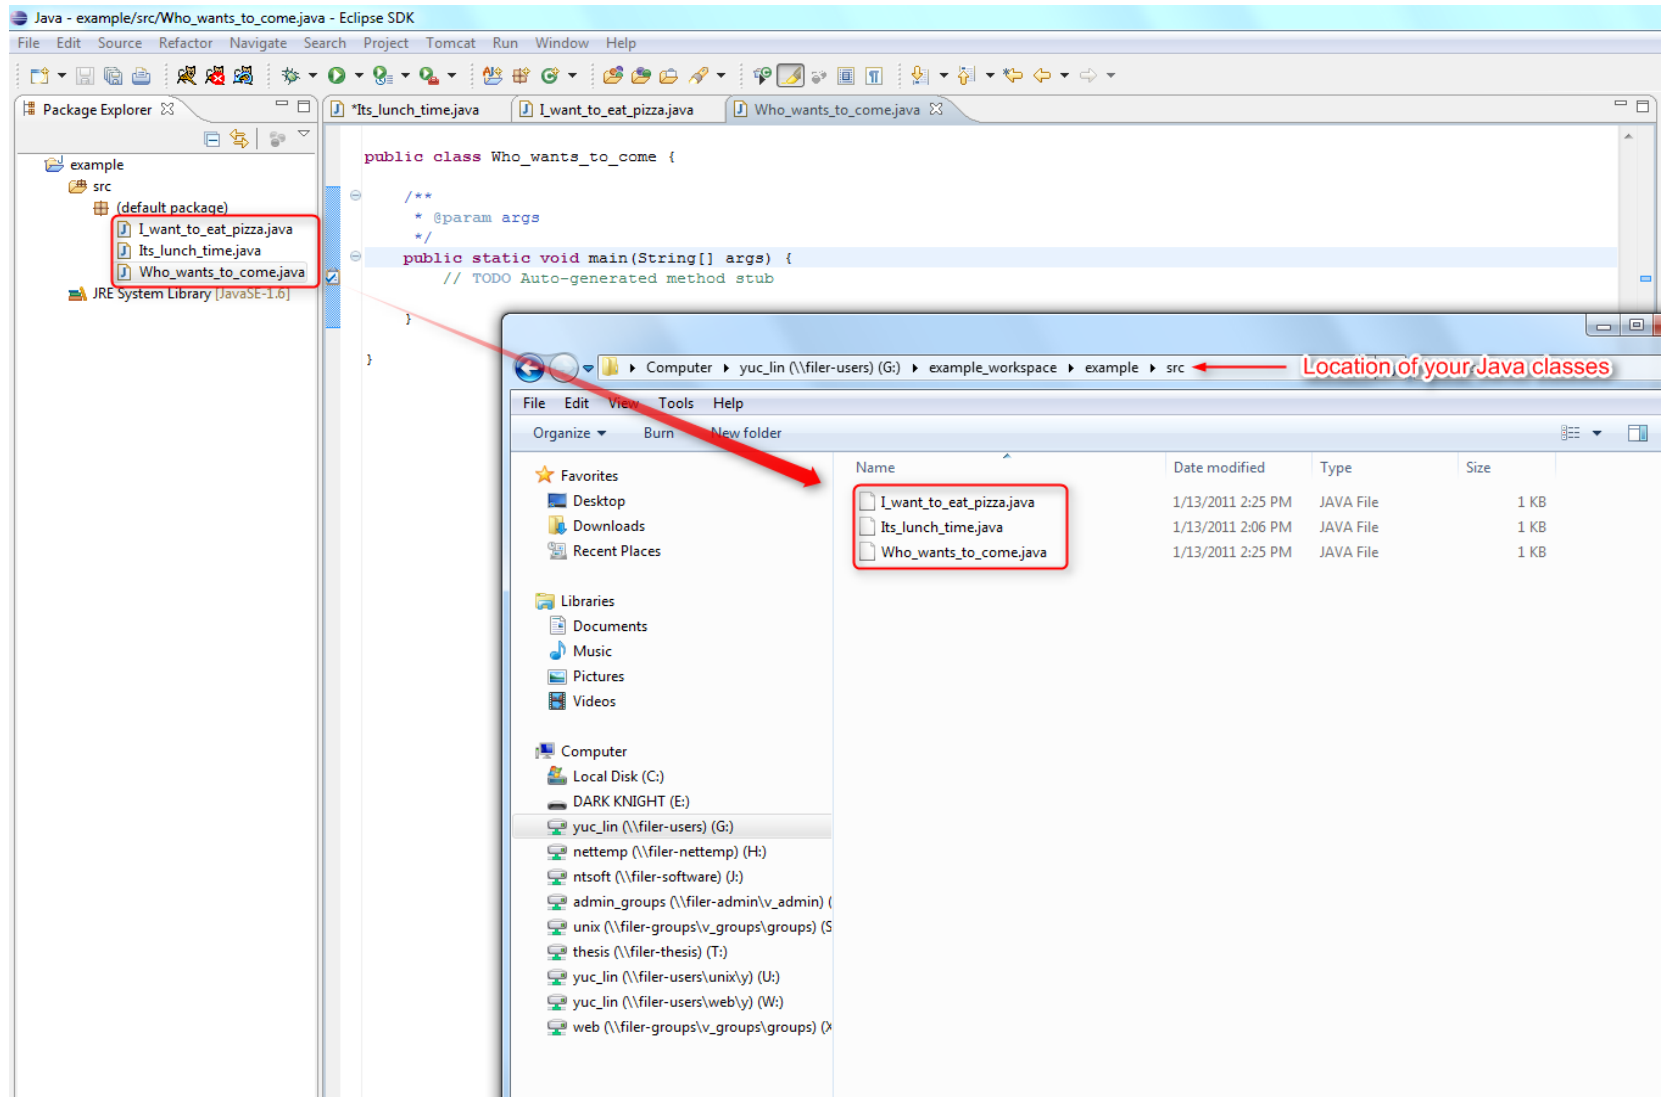 Java - example/src/Who_wants_to_come.java - Eclipse SDK
File Edit Source Refactor Navigate Search Project Tomcat Run Window Help
Package Explorer
*Its_lunch_time.java I_want_to_eat_pizza.java Who_wants_to_come.java
example
src
(default package)
I_want_to_eat_pizza.java
Its_lunch_time.java
Who_wants_to_come.java
JRE System Library [JavaSE-1.6]
public class Who_wants_to_come {
/**
* @param args
*/
public static void main(String[] args) {
// TODO Auto-generated method stub
}
}
Computer yuc_lin (\\filer-users) (G:) example_workspace example src
Location of your Java classes
File Edit View Tools Help
Organize Burn New folder
Name Date modified Type Size
I_want_to_eat_pizza.java 1/13/2011 2:25 PM JAVA File 1 KB
Its_lunch_time.java 1/13/2011 2:06 PM JAVA File 1 KB
Who_wants_to_come.java 1/13/2011 2:25 PM JAVA File 1 KB
Favorites
Desktop
Downloads
Recent Places
Libraries
Documents
Music
Pictures
Videos
Computer
Local Disk (C:)
DARK KNIGHT (E:)
yuc_lin (\\filer-users) (G:)
nettemp (\\filer-nettemp) (H:)
ntsoft (\\filer-software) (J:)
admin_groups (\\filer-admin\v_admin) (
unix (\\filer-groups\v_groups\groups) (S
thesis (\\filer-thesis) (T:)
yuc_lin (\\filer-users\unix\y) (U:)
yuc_lin (\\filer-users\web\y) (W:)
web (\\filer-groups\v_groups\groups) (X